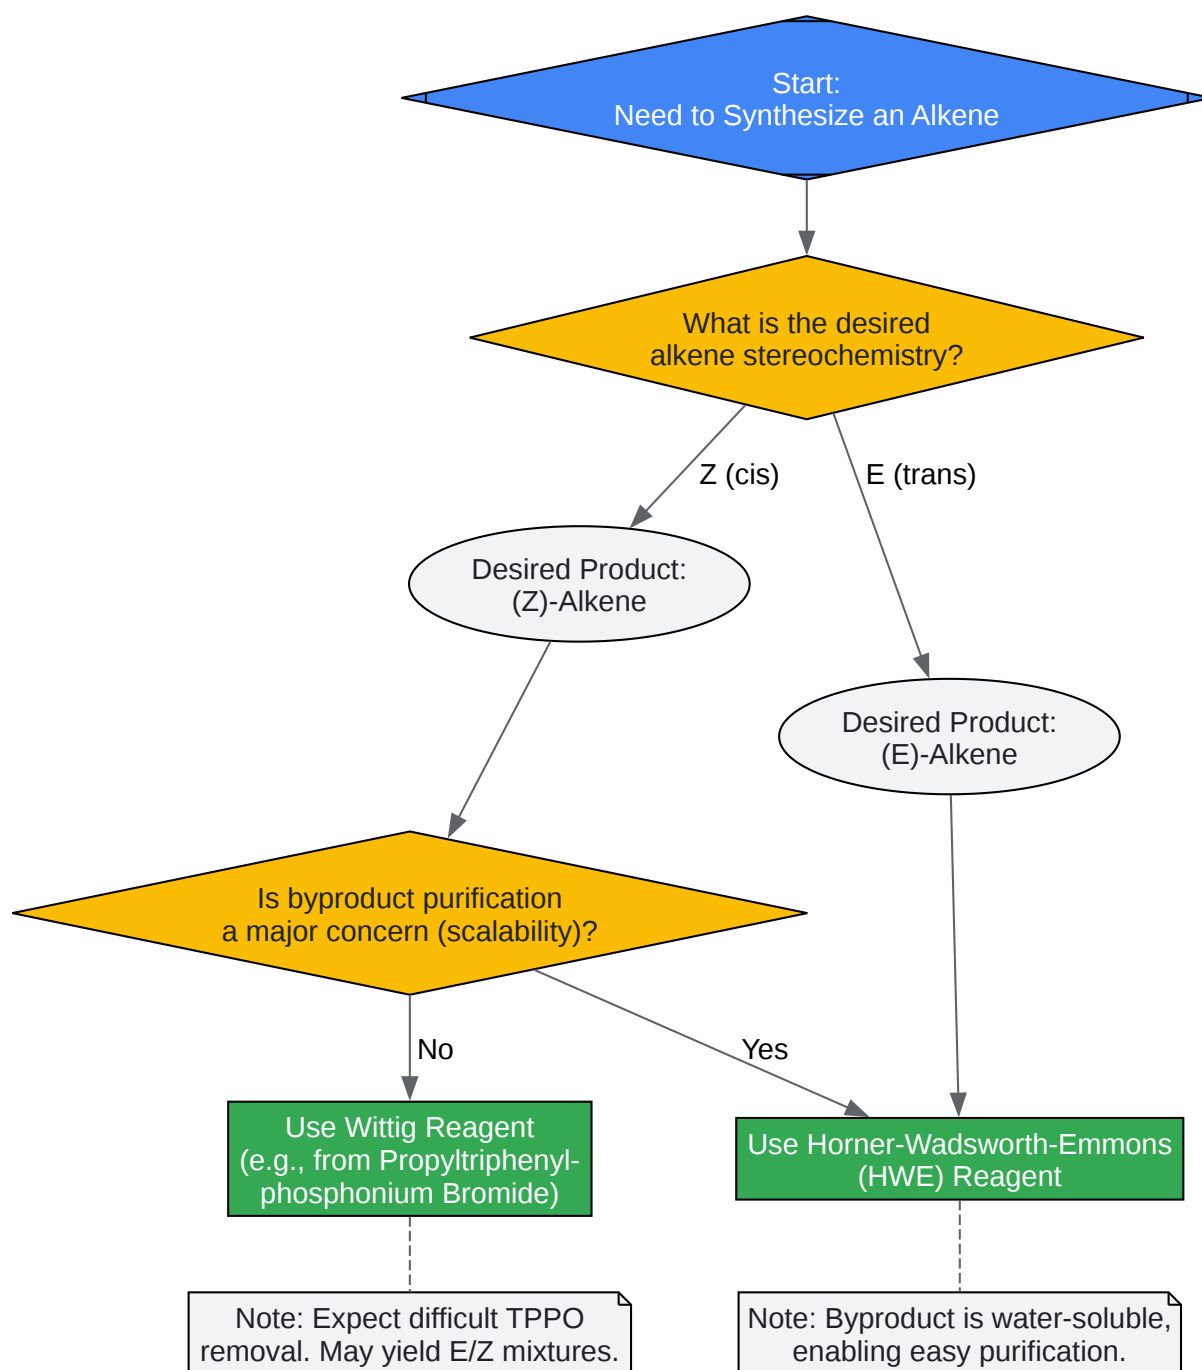 Start:
Need to Synthesize an Alkene
What is the desired
alkene stereochemistry?
Z (cis)
E (trans)
Desired Product:
(Z)-Alkene
Desired Product:
(E)-Alkene
Is byproduct purification
a major concern (scalability)?
No
Yes
Use Wittig Reagent
(e.g., from Propyltriphenyl-
phosphonium Bromide)
Use Horner-Wadsworth-Emmons
(HWE) Reagent
Note: Expect difficult TPPO
removal. May yield E/Z mixtures.
Note: Byproduct is water-soluble,
enabling easy purification.